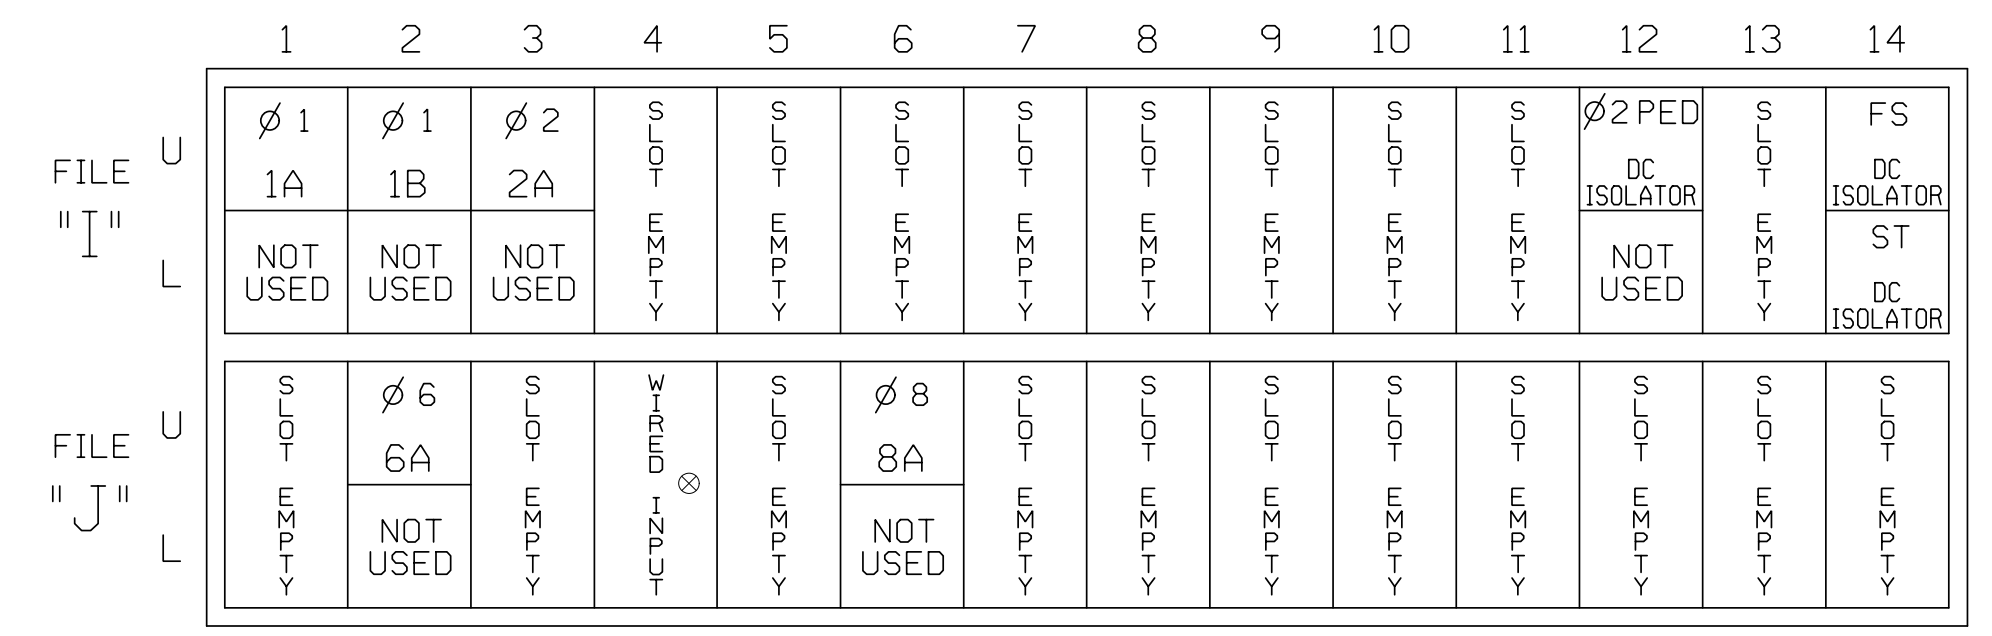 1 2 3 4 5 6 7 8 9 10 11 12 13 14
FILE
"I"
U
L
Ø 1
1A
NOT
USED
Ø 1
1B
NOT
USED
Ø 2
2A
NOT
USED
SLOT EMPTY
SLOT EMPTY
SLOT EMPTY
SLOT EMPTY
SLOT EMPTY
SLOT EMPTY
SLOT EMPTY
SLOT EMPTY
Ø2 PED
DC
ISOLATOR
NOT
USED
SLOT EMPTY
FS
DC
ISOLATOR
ST
DC
ISOLATOR
FILE
"J"
U
L
SLOT EMPTY
Ø 6
6A
NOT
USED
SLOT EMPTY
WIRED INPUT
⊗
SLOT EMPTY
Ø 8
8A
NOT
USED
SLOT EMPTY
SLOT EMPTY
SLOT EMPTY
SLOT EMPTY
SLOT EMPTY
SLOT EMPTY
SLOT EMPTY
SLOT EMPTY